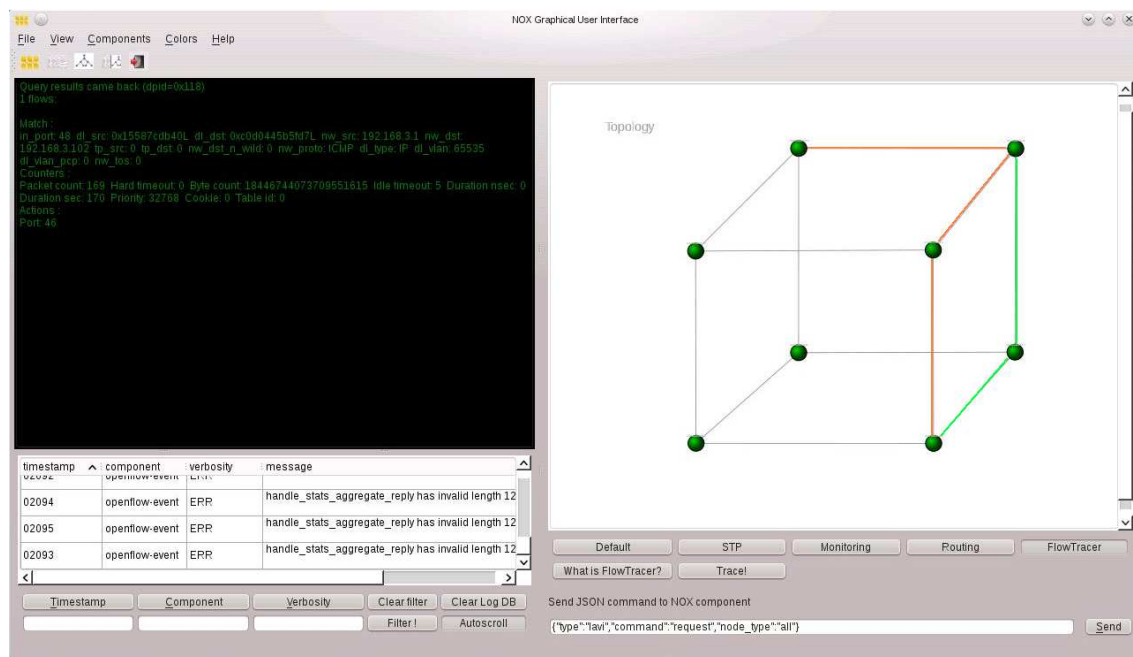 NOX Graphical User Interface
File View Components Colors Help
Query results came back (dpid=0x118)
1 flows:
Match :
in_port: 48 dl_src: 0x15587cdb40L dl_dst: 0xc0d0445b5fd7L nw_src: 192.168.3.1 nw_dst:
192.168.3.102 tp_src: 0 tp_dst: 0 nw_dst_n_wild: 0 nw_proto: ICMP dl_type: IP dl_vlan: 65535
dl_vlan_pcp: 0 nw_tos: 0
Counters :
Packet count: 169 Hard timeout: 0 Byte count: 18446744073709551615 Idle timeout: 5 Duration nsec: 0
Duration sec: 170 Priority: 32768 Cookie: 0 Table id: 0
Actions :
Port: 46
timestamp component verbosity message
02092 openflow-event ERR
02094 openflow-event ERR handle_stats_aggregate_reply has invalid length 12
02095 openflow-event ERR handle_stats_aggregate_reply has invalid length 12
02093 openflow-event ERR handle_stats_aggregate_reply has invalid length 12
Timestamp Component Verbosity Clear filter Clear Log DB
Filter ! Autoscroll
Topology
Default STP Monitoring Routing FlowTracer
What is FlowTracer? Trace!
Send JSON command to NOX component
{"type":"lavi","command":"request","node_type":"all"} Send